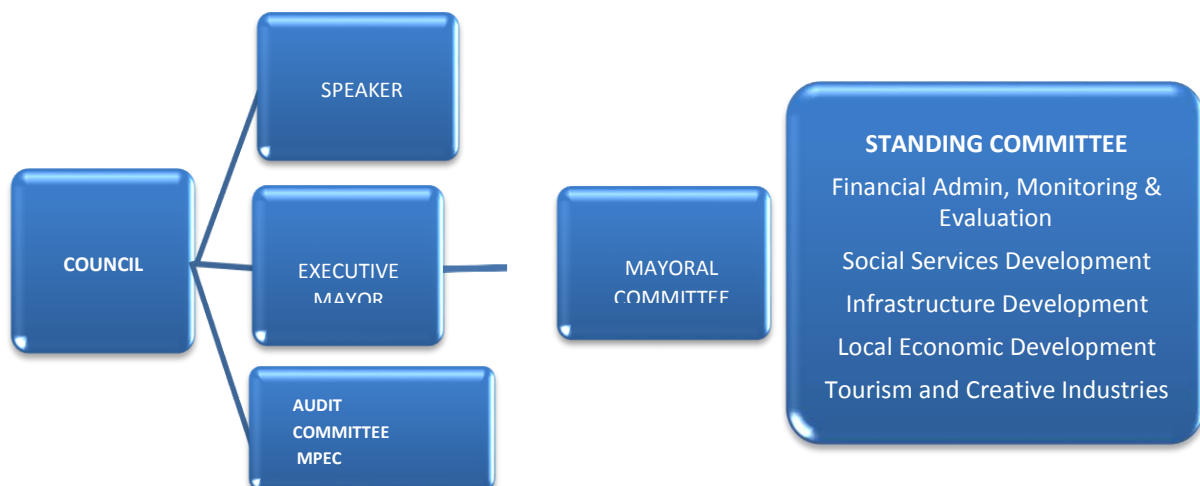 SPEAKER
COUNCIL
EXECUTIVE
MAYOR
AUDIT
COMMITTEE
MPEC
MAYORAL
COMMITTEE
STANDING COMMITTEE
Financial Admin, Monitoring &
Evaluation
Social Services Development
Infrastructure Development
Local Economic Development
Tourism and Creative Industries